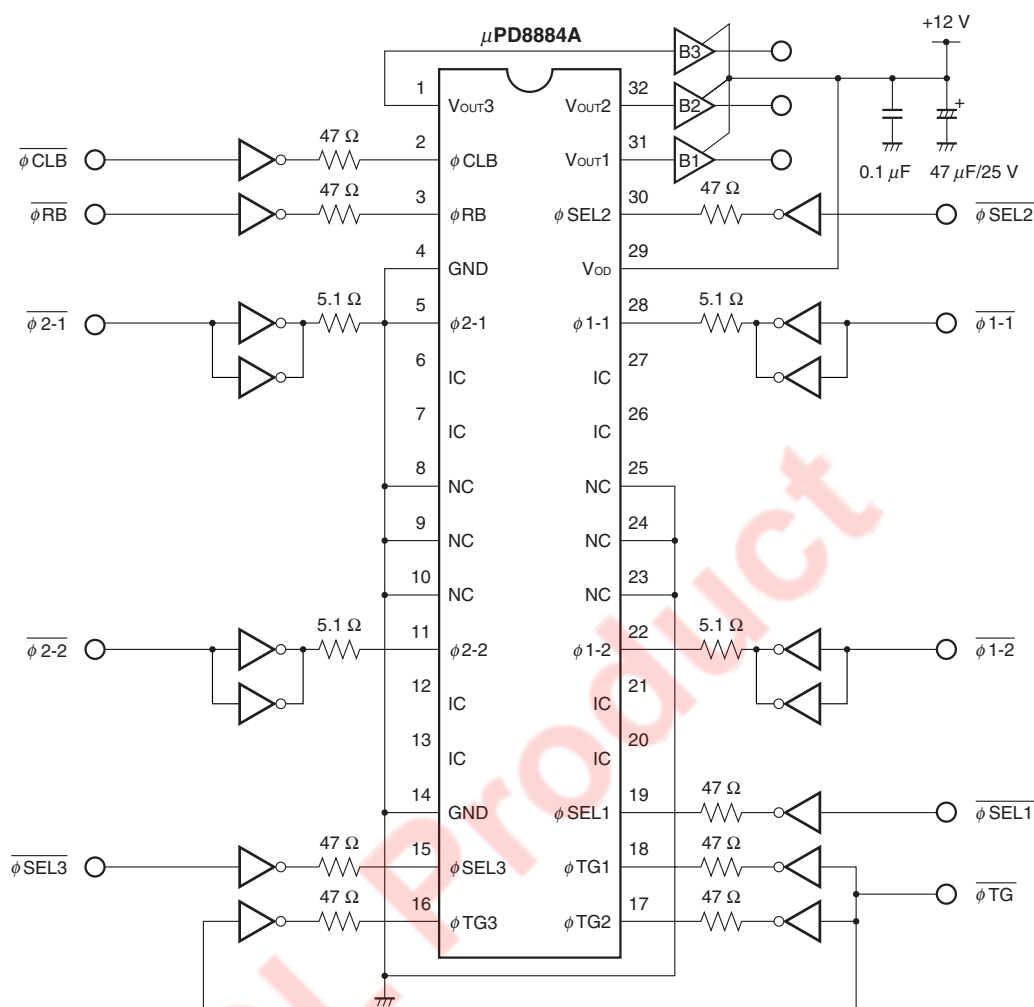 μPD8884A
+12 V
B3
B2
B1
+
0.1 μF
47 μF/25 V
1
VOUT3
32
VOUT2
φCLB
47 Ω
2
φCLB
31
VOUT1
φRB
47 Ω
3
φRB
30
φSEL2
47 Ω
φSEL2
4
GND
29
VOD
φ2-1
5.1 Ω
5
φ2-1
28
φ1-1
5.1 Ω
φ1-1
6
IC
27
IC
7
IC
26
IC
8
NC
25
NC
9
NC
24
NC
10
NC
23
NC
φ2-2
5.1 Ω
11
φ2-2
22
φ1-2
5.1 Ω
φ1-2
12
IC
21
IC
13
IC
20
IC
14
GND
19
φSEL1
47 Ω
φSEL1
φSEL3
47 Ω
15
φSEL3
18
φTG1
47 Ω
φTG
47 Ω
16
φTG3
17
φTG2
47 Ω
L Product